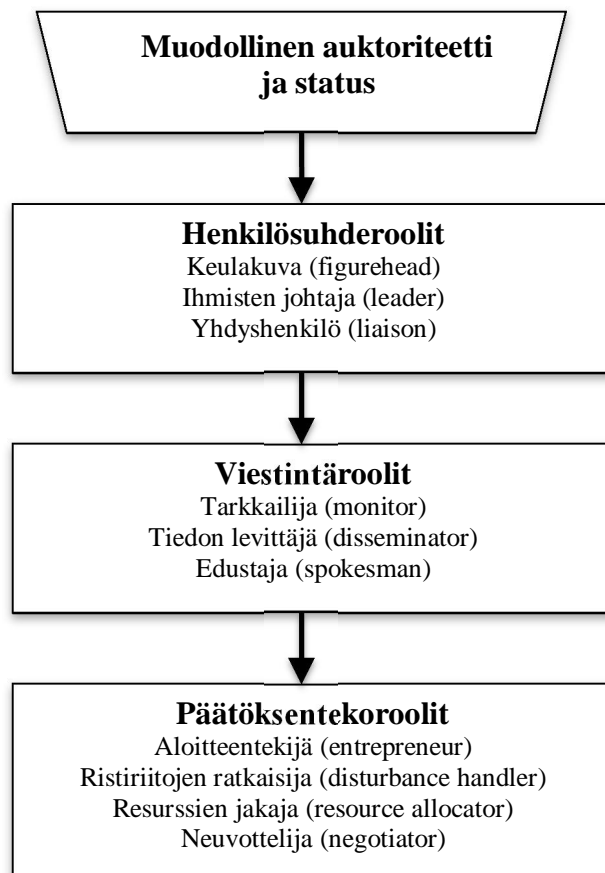 Muodollinen auktoriteetti
ja status
Henkilösuhderoolit
Keulakuva (figurehead)
Ihmisten johtaja (leader)
Yhdyshenkilö (liaison)
Viestintäroolit
Tarkkailija (monitor)
Tiedon levittäjä (disseminator)
Edustaja (spokesman)
Päätöksentekoroolit
Aloitteentekijä (entrepreneur)
Ristiriitojen ratkaisija (disturbance handler)
Resurssien jakaja (resource allocator)
Neuvottelija (negotiator)